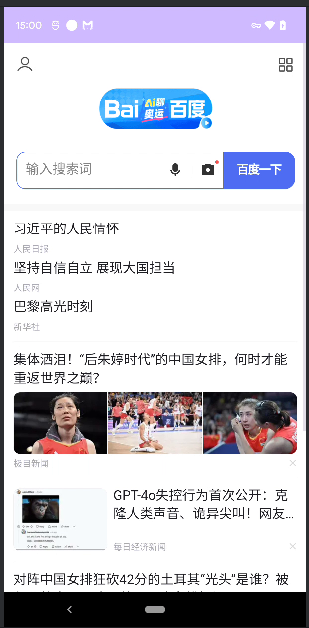 15:00
Bai Ai聊奥运 百度
输入搜索词
百度一下
习近平的人民情怀
人民日报
坚持自信自立 展现大国担当
人民网
巴黎高光时刻
新华社
集体洒泪！“后朱婷时代”的中国女排，何时才能
重返世界之巅？
极目新闻
GPT-4o失控行为首次公开：克
隆人类声音、诡异尖叫！网友...
每日经济新闻
对阵中国女排狂砍42分的土耳其“光头”是谁？被